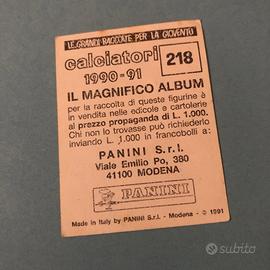 LE GRANDI RACCOLTE PER LA GIOVENTÙ
calciatori
1990-91
218
IL MAGNIFICO ALBUM
per la raccolta di queste figurine è
in vendita nelle edicole e cartolerie
al prezzo propaganda di L. 1.000.
Chi non lo trovasse può richiederlo
inviando L. 1.000 in francobolli a:
PANINI S.r.l.
Viale Emilio Po, 380
41100 MODENA
PANINI
Made in Italy by PANINI S.r.l. - Modena - © 1991
subito